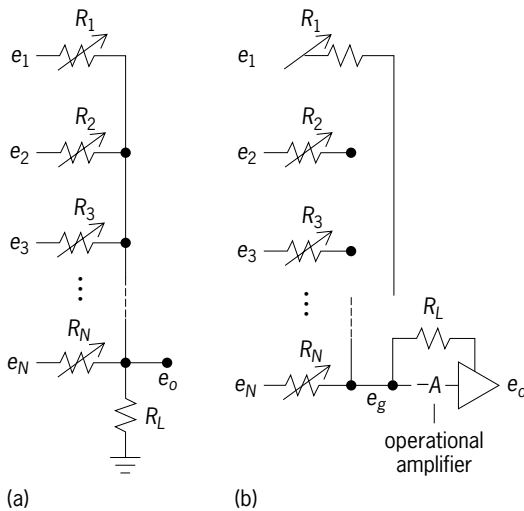 R1
e1
R2
e2
R3
e3
RN
eN
eo
RL
(a)
R1
e1
R2
e2
R3
e3
RN
RL
eN
eg
–A
eo
operational
amplifier
(b)